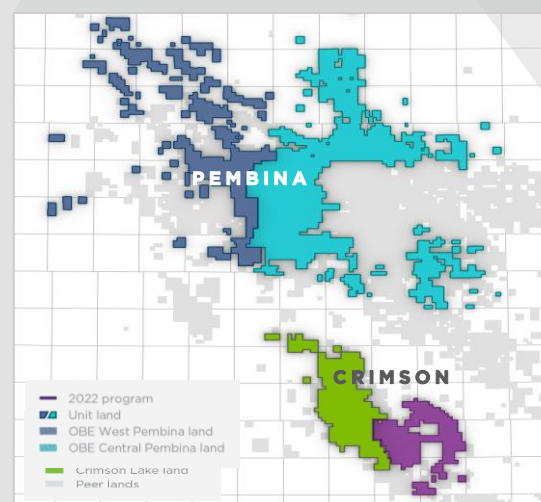 PEMBINA
CRIMSON
2022 program
Unit land
OBE West Pembina land
OBE Central Pembina land
Crimson Lake land
Peer lands